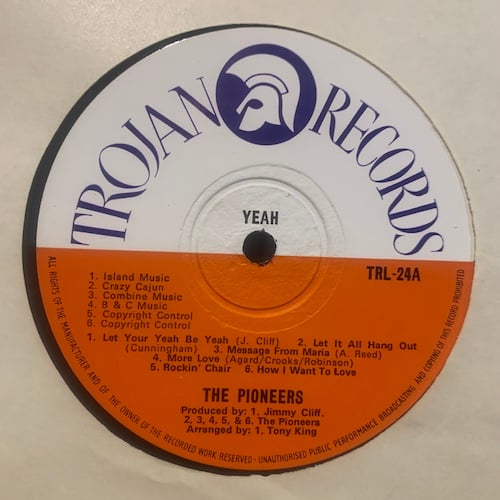 TROJAN RECORDS
YEAH
TRL-24A
1. Island Music
2. Crazy Cajun
3. Combine Music
4. B & C Music
6. Copyright Control
6. Copyright Control
1. Let Your Yeah Be Yeah (J. Cliff) 2. Let It All Hang Out
(Cunningham) 3. Message From Maria (A. Reed)
4. More Love (Agard/Crooks/Robinson)
5. Rockin' Chair 6. How I Want To Love
THE PIONEERS
Produced by: 1. Jimmy Cliff.
2, 3, 4, 5, & 6. The Pioneers
Arranged by: 1. Tony King
ALL RIGHTS OF THE MANUFACTURER AND OF THE OWNER OF THE RECORDED WORK RESERVED - UNAUTHORISED PUBLIC PERFORMANCE BROADCASTING AND COPYING OF THIS RECORD PROHIBITED